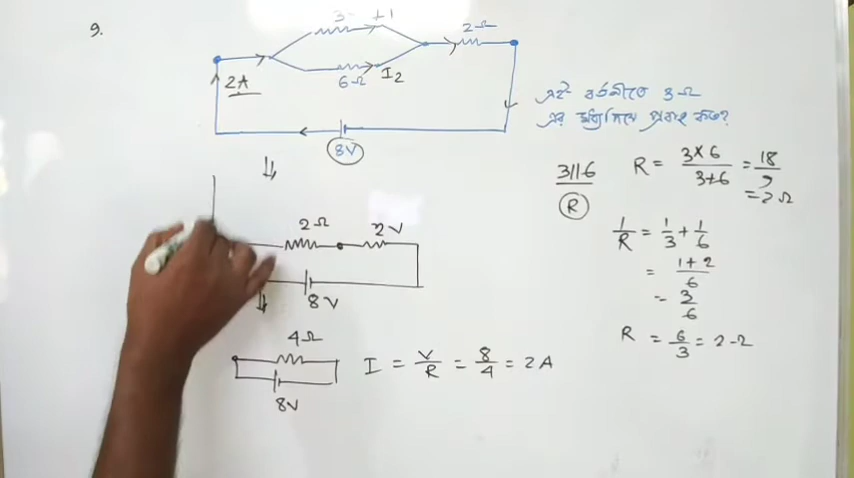 9.
3 I1
2Ω
2A
6Ω I2
8V
এই বর্তনীতে 3Ω
এর মধ্যদিয়ে প্রবাহ কত?
3||6
R
R = 3×6 / 3+6 = 18 / 9
= 2Ω
1/R = 1/3 + 1/6
= 1+2 / 6
= 3/6
R = 6/3 = 2Ω
2Ω 2V
8V
4Ω
8V
I = V/R = 8/4 = 2A